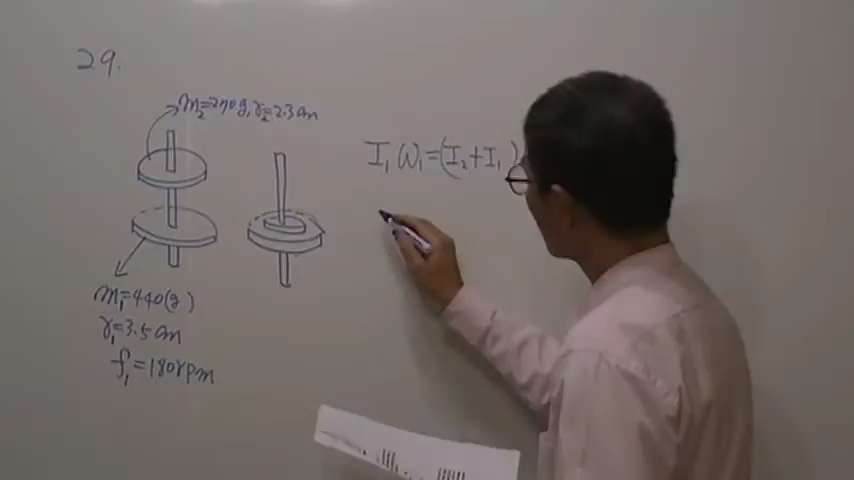 29.
m₂=270g, r₂=2.3cm
I₁ω₁=(I₂+I₁)
m₁=440(g)
r₁=3.5cm
f₁=180rpm